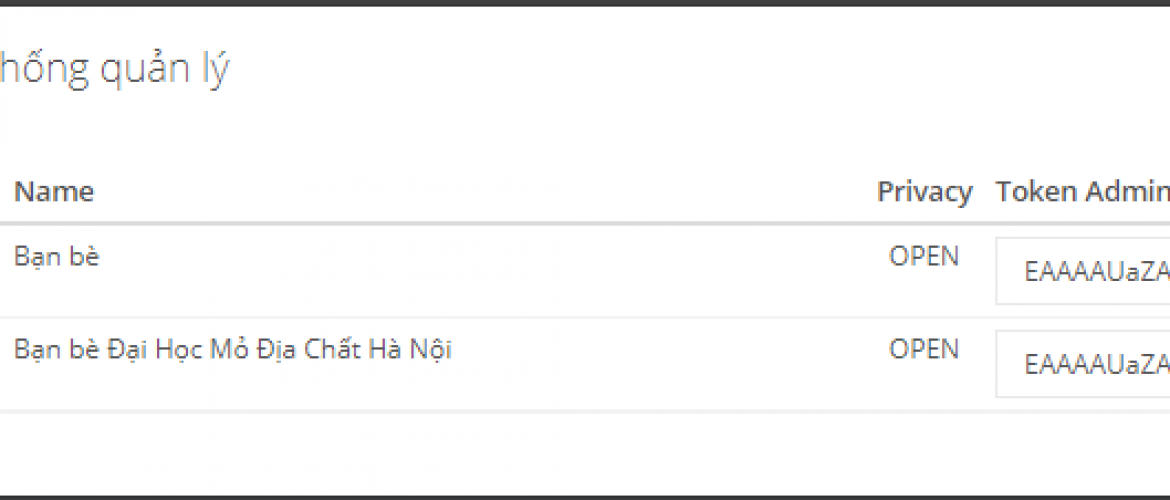 hống quản lý
Name Privacy Token Admin
Bạn bè OPEN EAAAAUaZA
Bạn bè Đại Học Mỏ Địa Chất Hà Nội OPEN EAAAAUaZA